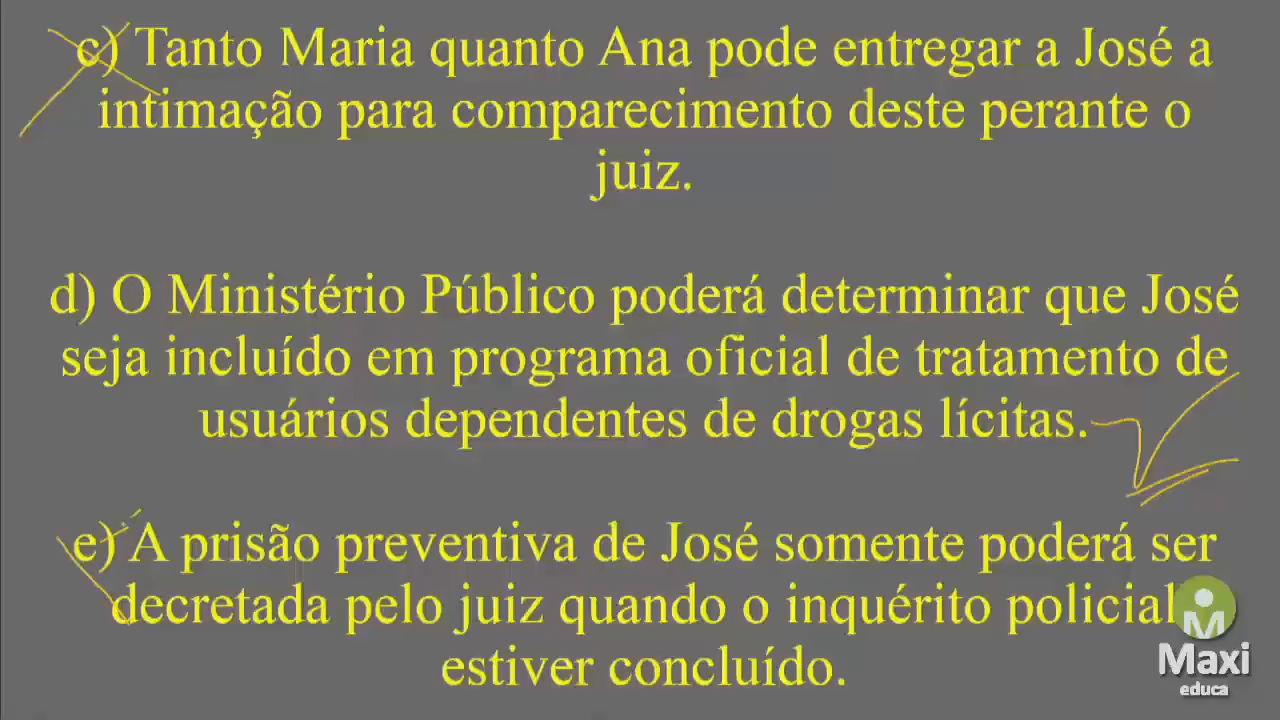 c) Tanto Maria quanto Ana pode entregar a José a
intimação para comparecimento deste perante o
juiz.
d) O Ministério Público poderá determinar que José
seja incluído em programa oficial de tratamento de
usuários dependentes de drogas lícitas.
e) A prisão preventiva de José somente poderá ser
decretada pelo juiz quando o inquérito policial
estiver concluído.
M
Maxi
educa